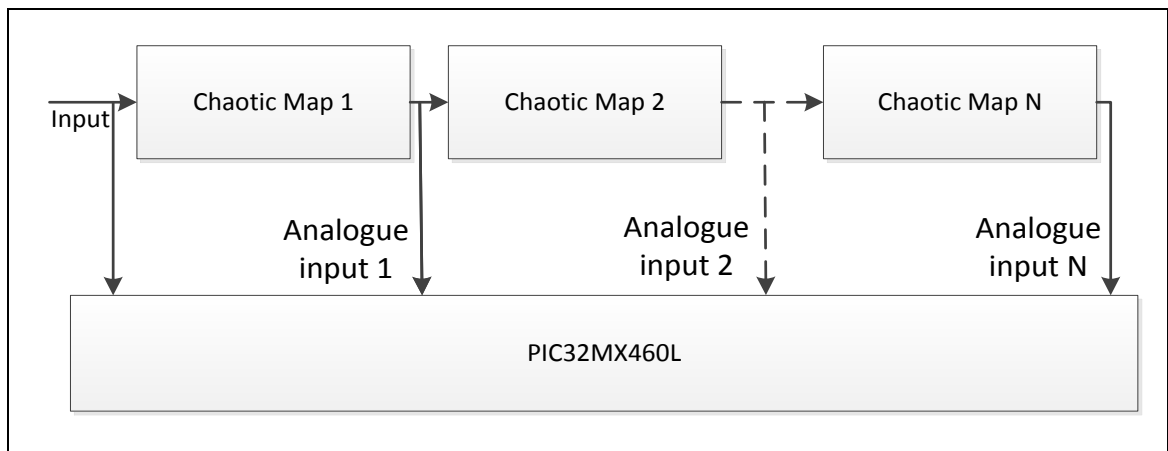 Chaotic Map 1
Chaotic Map 2
Chaotic Map N
Input
Analogue
input 1
Analogue
input 2
Analogue
input N
PIC32MX460L